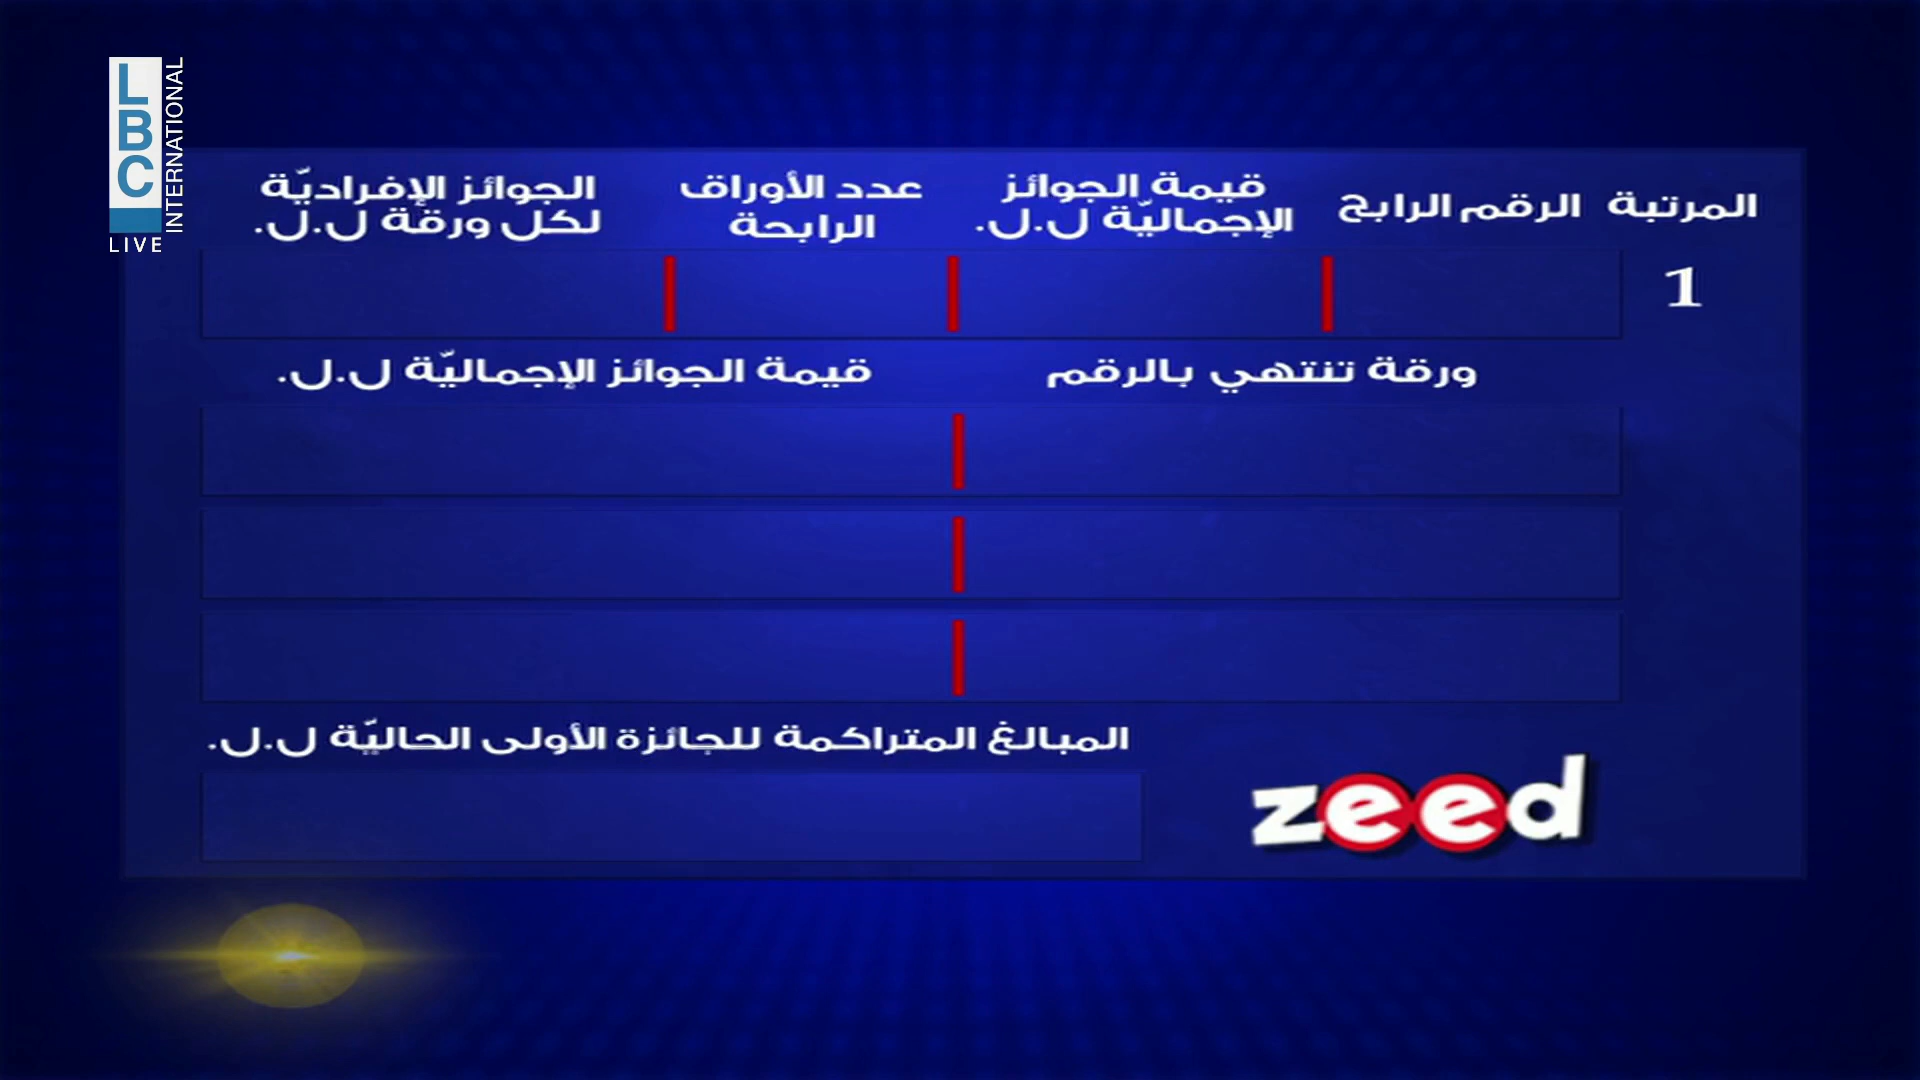 LBC
INTERNATIONAL
LIVE
المرتبة
الرقم الرابح
قيمة الجوائز
الإجماليّة ل.ل.
عدد الأوراق
الرابحة
الجوائز الإفراديّة
لكل ورقة ل.ل.
1
ورقة تنتهي بالرقم
قيمة الجوائز الإجماليّة ل.ل.
المبالغ المتراكمة للجائزة الأولى الحاليّة ل.ل.
zeed